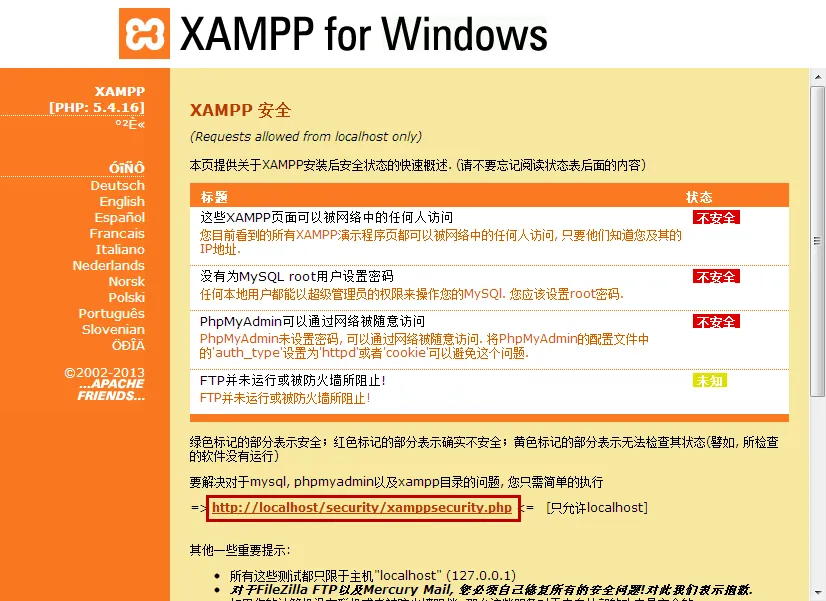 XAMPP for Windows
XAMPP
[PHP: 5.4.16]
°²È«
ÓïÑÔ
Deutsch
English
Español
Francais
Italiano
Nederlands
Norsk
Polski
Português
Slovenian
ÖÐÎÄ
©2002-2013
...APACHE
FRIENDS...
XAMPP 安全
(Requests allowed from localhost only)
本页提供关于XAMPP安装后安全状态的快速概述. (请不要忘记阅读状态表后面的内容)
标题 状态
这些XAMPP页面可以被网络中的任何人访问 不安全
您目前看到的所有XAMPP演示程序页都可以被网络中的任何人访问, 只要他们知道您及其的
IP地址.
没有为MySQL root用户设置密码 不安全
任何本地用户都能以超级管理员的权限来操作您的MySQl. 您应该设置root密码.
PhpMyAdmin可以通过网络被随意访问 不安全
PhpMyAdmin未设置密码, 可以通过网络被随意访问. 将PhpMyAdmin的配置文件中
的'auth_type'设置为'httpd'或者'cookie'可以避免这个问题.
FTP并未运行或被防火墙所阻止! 未知
FTP并未运行或被防火墙所阻止!
绿色标记的部分表示安全；红色标记的部分表示确实不安全；黄色标记的部分表示无法检查其状态(譬如, 所检查
的软件没有运行)
要解决对于mysql, phpmyadmin以及xampp目录的问题, 您只需简单的执行
=> http://localhost/security/xamppsecurity.php <= [只允许localhost]
其他一些重要提示:
• 所有这些测试都只限于主机"localhost" (127.0.0.1)
• 对于FileZilla FTP以及Mercury Mail, 您必须自己修复所有的安全问题!对此我们表示抱歉.